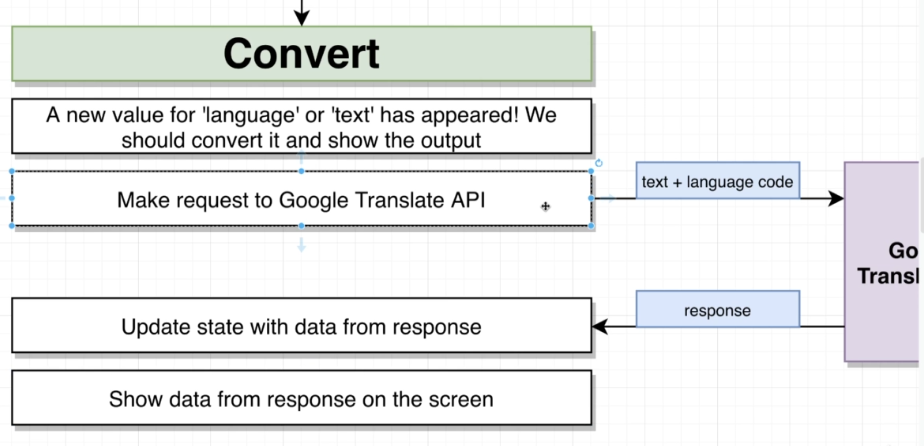 Convert
A new value for 'language' or 'text' has appeared! We
should convert it and show the output
Make request to Google Translate API
text + language code
Go
Transl
response
Update state with data from response
Show data from response on the screen